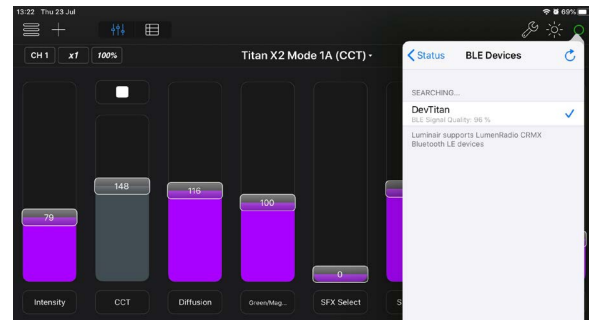 13:22 Thu 23 Jul
69%
CH 1 x1 100%
Titan X2 Mode 1A (CCT)
Status BLE Devices
SEARCHING...
DevTitan
BLE Signal Quality: 96 %
Luminair supports LumenRadio CRMX
Bluetooth LE devices
148
116
100
79
0
Intensity CCT Diffusion Green/Mag... SFX Select S